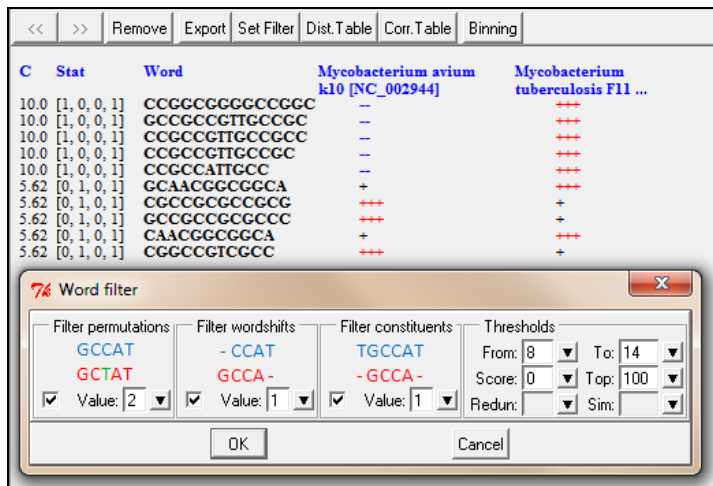 << >> Remove Export Set Filter Dist.Table Corr.Table Binning
C Stat Word Mycobacterium avium k10 [NC_002944] Mycobacterium tuberculosis F11 ...
10.0 [1, 0, 0, 1] CCGGCGGGGCCGGC -- +++
10.0 [1, 0, 0, 1] GCCGCCGTTGCCGC -- +++
10.0 [1, 0, 0, 1] CCGCCGTTGCCGCC -- +++
10.0 [1, 0, 0, 1] CCGCCGTTGCCGC -- +++
10.0 [1, 0, 0, 1] CCGCCATTGCC -- +++
5.62 [0, 1, 0, 1] GCAACGGCGGCA + +++
5.62 [0, 1, 0, 1] CGCCGCGCCGCG +++ +
5.62 [0, 1, 0, 1] GCCGCCGCGCCC +++ +
5.62 [0, 1, 0, 1] CAACGGCGGCA + +++
5.62 [0, 1, 0, 1] CGGCCGTCGCC +++ +
Word filter
Filter permutations Filter wordshifts Filter constituents Thresholds
GCCAT - CCAT TGCCAT From: 8 To: 14
GCTAT GCCA - - GCCA - Score: 0 Top: 100
Value: 2 Value: 1 Value: 1 Redun: Sim:
OK Cancel